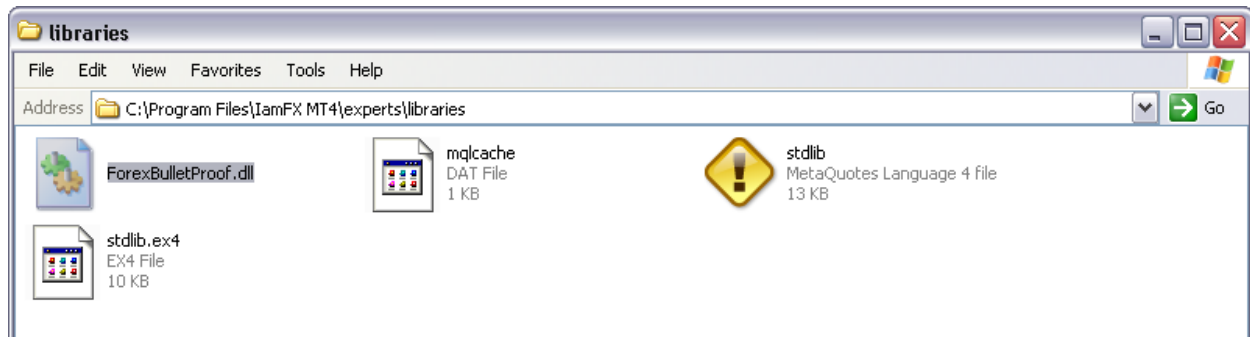 libraries
File Edit View Favorites Tools Help
Address C:\Program Files\IamFX MT4\experts\libraries Go
ForexBulletProof.dll
mqlcache
DAT File
1 KB
stdlib
MetaQuotes Language 4 file
13 KB
stdlib.ex4
EX4 File
10 KB